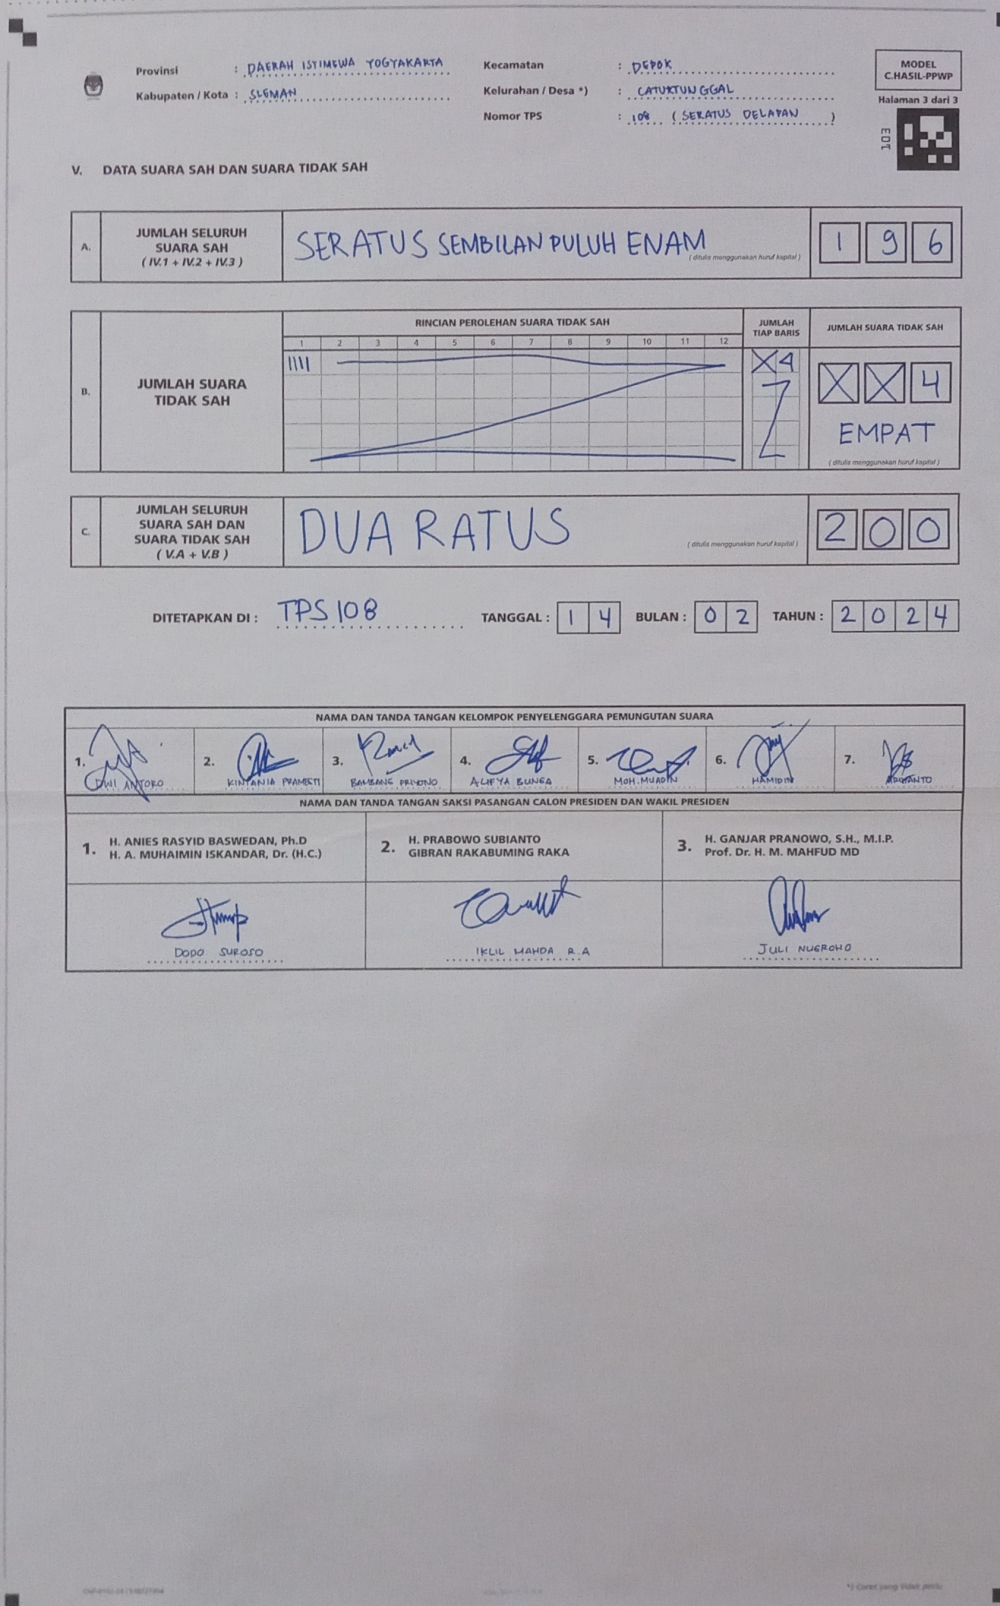 Provinsi : DAERAH ISTIMEWA YOGYAKARTA
Kabupaten / Kota : SLEMAN
Kecamatan : DEPOK
Kelurahan / Desa *) : CATURTUNGGAL
Nomor TPS : 108 (SERATUS DELAPAN)
MODEL
C.HASIL-PPWP
Halaman 3 dari 3
V. DATA SUARA SAH DAN SUARA TIDAK SAH
A. JUMLAH SELURUH
SUARA SAH
( IV.1 + IV.2 + IV.3 )
SERATUS SEMBILAN PULUH ENAM
( ditulis menggunakan huruf kapital )
1 9 6
B. JUMLAH SUARA
TIDAK SAH
RINCIAN PEROLEHAN SUARA TIDAK SAH
1 2 3 4 5 6 7 8 9 10 11 12
IIII
JUMLAH
TIAP BARIS
X4
JUMLAH SUARA TIDAK SAH
X X 4
EMPAT
( ditulis menggunakan huruf kapital )
C. JUMLAH SELURUH
SUARA SAH DAN
SUARA TIDAK SAH
( V.A + V.B )
DUA RATUS
( ditulis menggunakan huruf kapital )
2 0 0
DITETAPKAN DI : TPS 108 TANGGAL : 1 4 BULAN : 0 2 TAHUN : 2 0 2 4
NAMA DAN TANDA TANGAN KELOMPOK PENYELENGGARA PEMUNGUTAN SUARA
1. 2. 3. 4. 5. 6. 7.
DWI ANTORO KINTANIA PRAMESTI BAMBANG PRIYONO ALIFYA BUNGA MOH. MUADIN HAMIDIN
NAMA DAN TANDA TANGAN SAKSI PASANGAN CALON PRESIDEN DAN WAKIL PRESIDEN
1. H. ANIES RASYID BASWEDAN, Ph.D
H. A. MUHAIMIN ISKANDAR, Dr. (H.C.)
2. H. PRABOWO SUBIANTO
GIBRAN RAKABUMING RAKA
3. H. GANJAR PRANOWO, S.H., M.I.P.
Prof. Dr. H. M. MAHFUD MD
DODO SUROSO
IKLIL MAHDA R.A
JULI NUGROHO
*) Coret yang tidak perlu